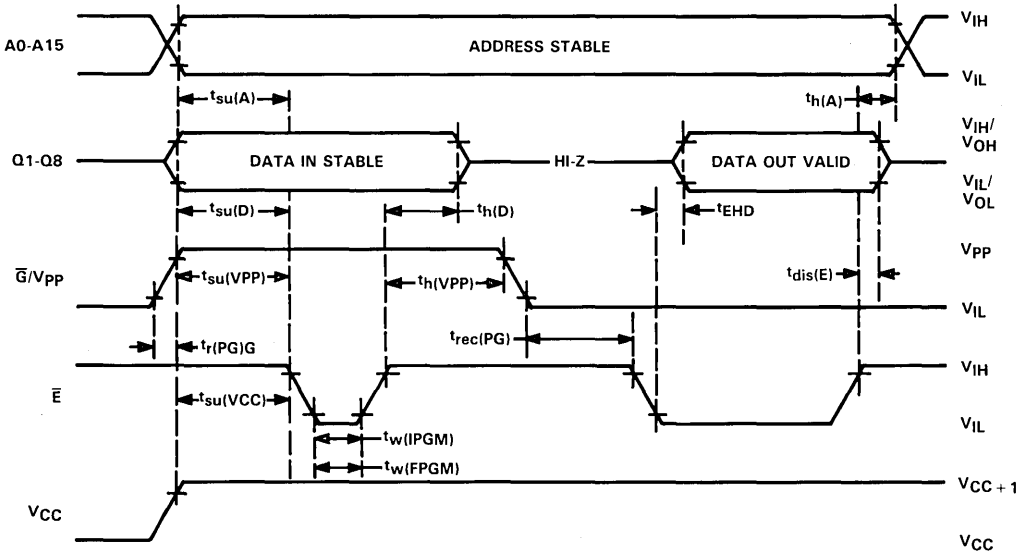 A0-A15
ADDRESS STABLE
VIH
VIL
tsu(A)
th(A)
Q1-Q8
DATA IN STABLE
HI-Z
DATA OUT VALID
VIH/
VOH
VIL/
VOL
tsu(D)
th(D)
tEHD
G̅/VPP
tsu(VPP)
th(VPP)
tdis(E)
VPP
VIL
tr(PG)G
trec(PG)
E̅
tsu(VCC)
VIH
VIL
tw(IPGM)
tw(FPGM)
VCC
VCC + 1
VCC